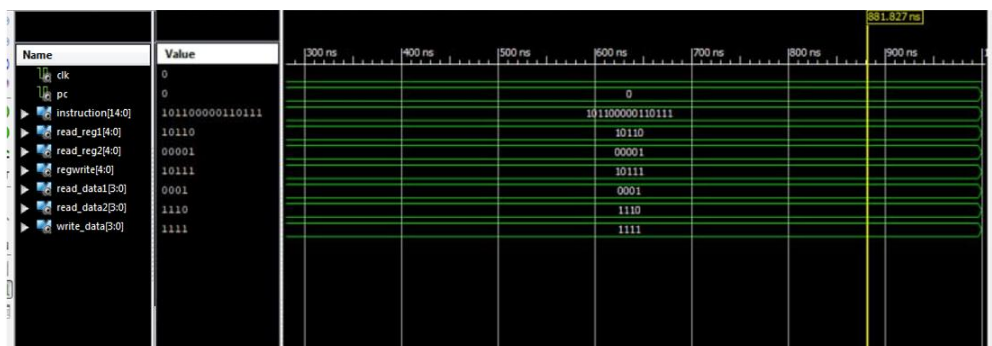 881.827 ns
Name Value 300 ns 400 ns 500 ns 600 ns 700 ns 800 ns 900 ns
clk 0
pc 0 0
instruction[14:0] 101100000110111 101100000110111
read_reg1[4:0] 10110 10110
read_reg2[4:0] 00001 00001
regwrite[4:0] 10111 10111
read_data1[3:0] 0001 0001
read_data2[3:0] 1110 1110
write_data[3:0] 1111 1111